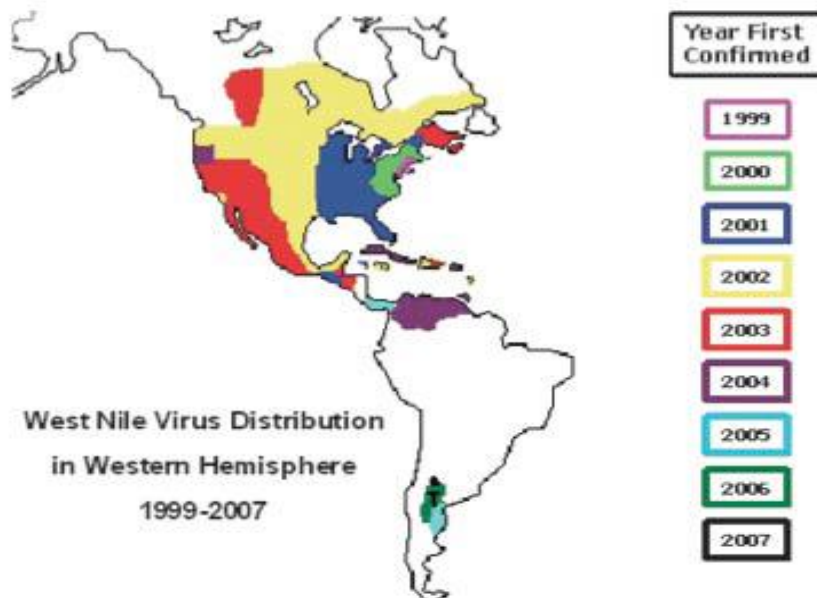 Year First
Confirmed
1999
2000
2001
2002
2003
2004
2005
2006
2007
West Nile Virus Distribution
in Western Hemisphere
1999-2007